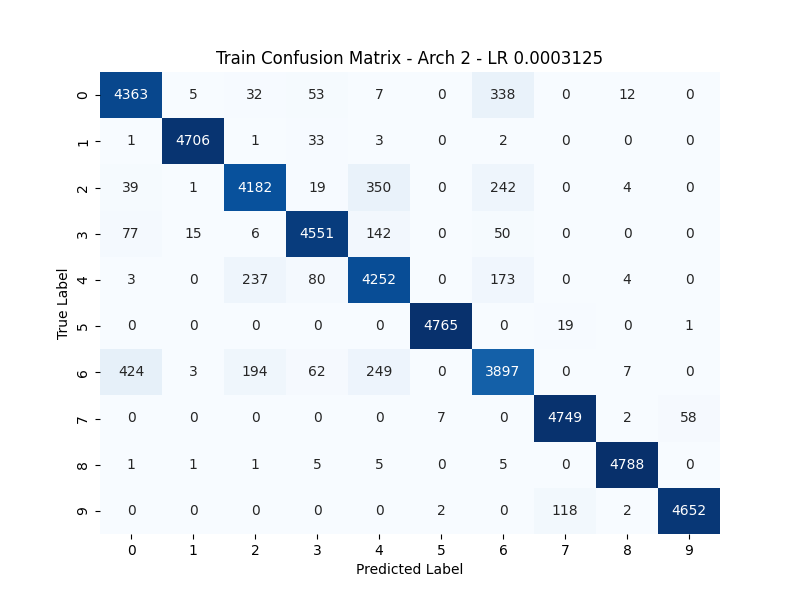 Train Confusion Matrix - Arch 2 - LR 0.0003125
True Label
0 4363 5 32 53 7 0 338 0 12 0
1 1 4706 1 33 3 0 2 0 0 0
2 39 1 4182 19 350 0 242 0 4 0
3 77 15 6 4551 142 0 50 0 0 0
4 3 0 237 80 4252 0 173 0 4 0
5 0 0 0 0 0 4765 0 19 0 1
6 424 3 194 62 249 0 3897 0 7 0
7 0 0 0 0 0 7 0 4749 2 58
8 1 1 1 5 5 0 5 0 4788 0
9 0 0 0 0 0 2 0 118 2 4652
0 1 2 3 4 5 6 7 8 9
Predicted Label